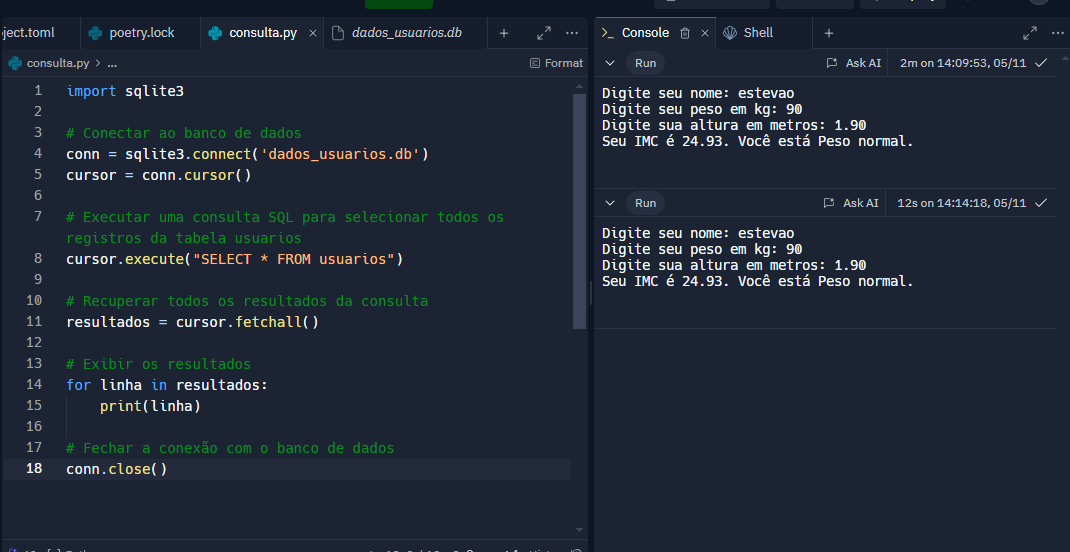 ject.toml
poetry.lock
consulta.py
dados_usuarios.db
Console
Shell
consulta.py > ...
Format
Run
Ask AI
2m on 14:09:53, 05/11
1 import sqlite3
2
3 # Conectar ao banco de dados
4 conn = sqlite3.connect('dados_usuarios.db')
5 cursor = conn.cursor()
6
7 # Executar uma consulta SQL para selecionar todos os
registros da tabela usuarios
8 cursor.execute("SELECT * FROM usuarios")
9
10 # Recuperar todos os resultados da consulta
11 resultados = cursor.fetchall()
12
13 # Exibir os resultados
14 for linha in resultados:
15 print(linha)
16
17 # Fechar a conexão com o banco de dados
18 conn.close()
Digite seu nome: estevao
Digite seu peso em kg: 90
Digite sua altura em metros: 1.90
Seu IMC é 24.93. Você está Peso normal.
Run
Ask AI
12s on 14:14:18, 05/11
Digite seu nome: estevao
Digite seu peso em kg: 90
Digite sua altura em metros: 1.90
Seu IMC é 24.93. Você está Peso normal.